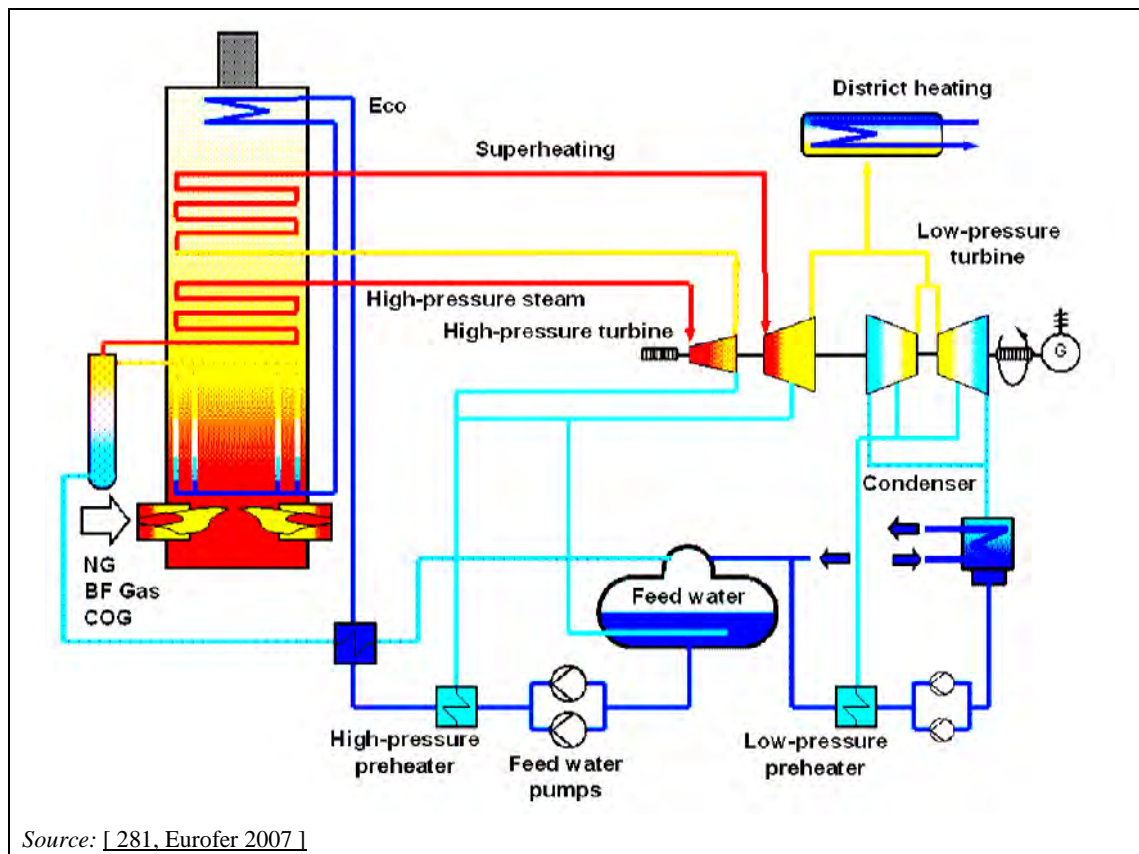 Eco
District heating
Superheating
Low-pressure
turbine
High-pressure steam
High-pressure turbine
G
Condenser
NG
BF Gas
COG
Feed water
High-pressure
preheater
Feed water
pumps
Low-pressure
preheater
Source: [ 281, Eurofer 2007 ]